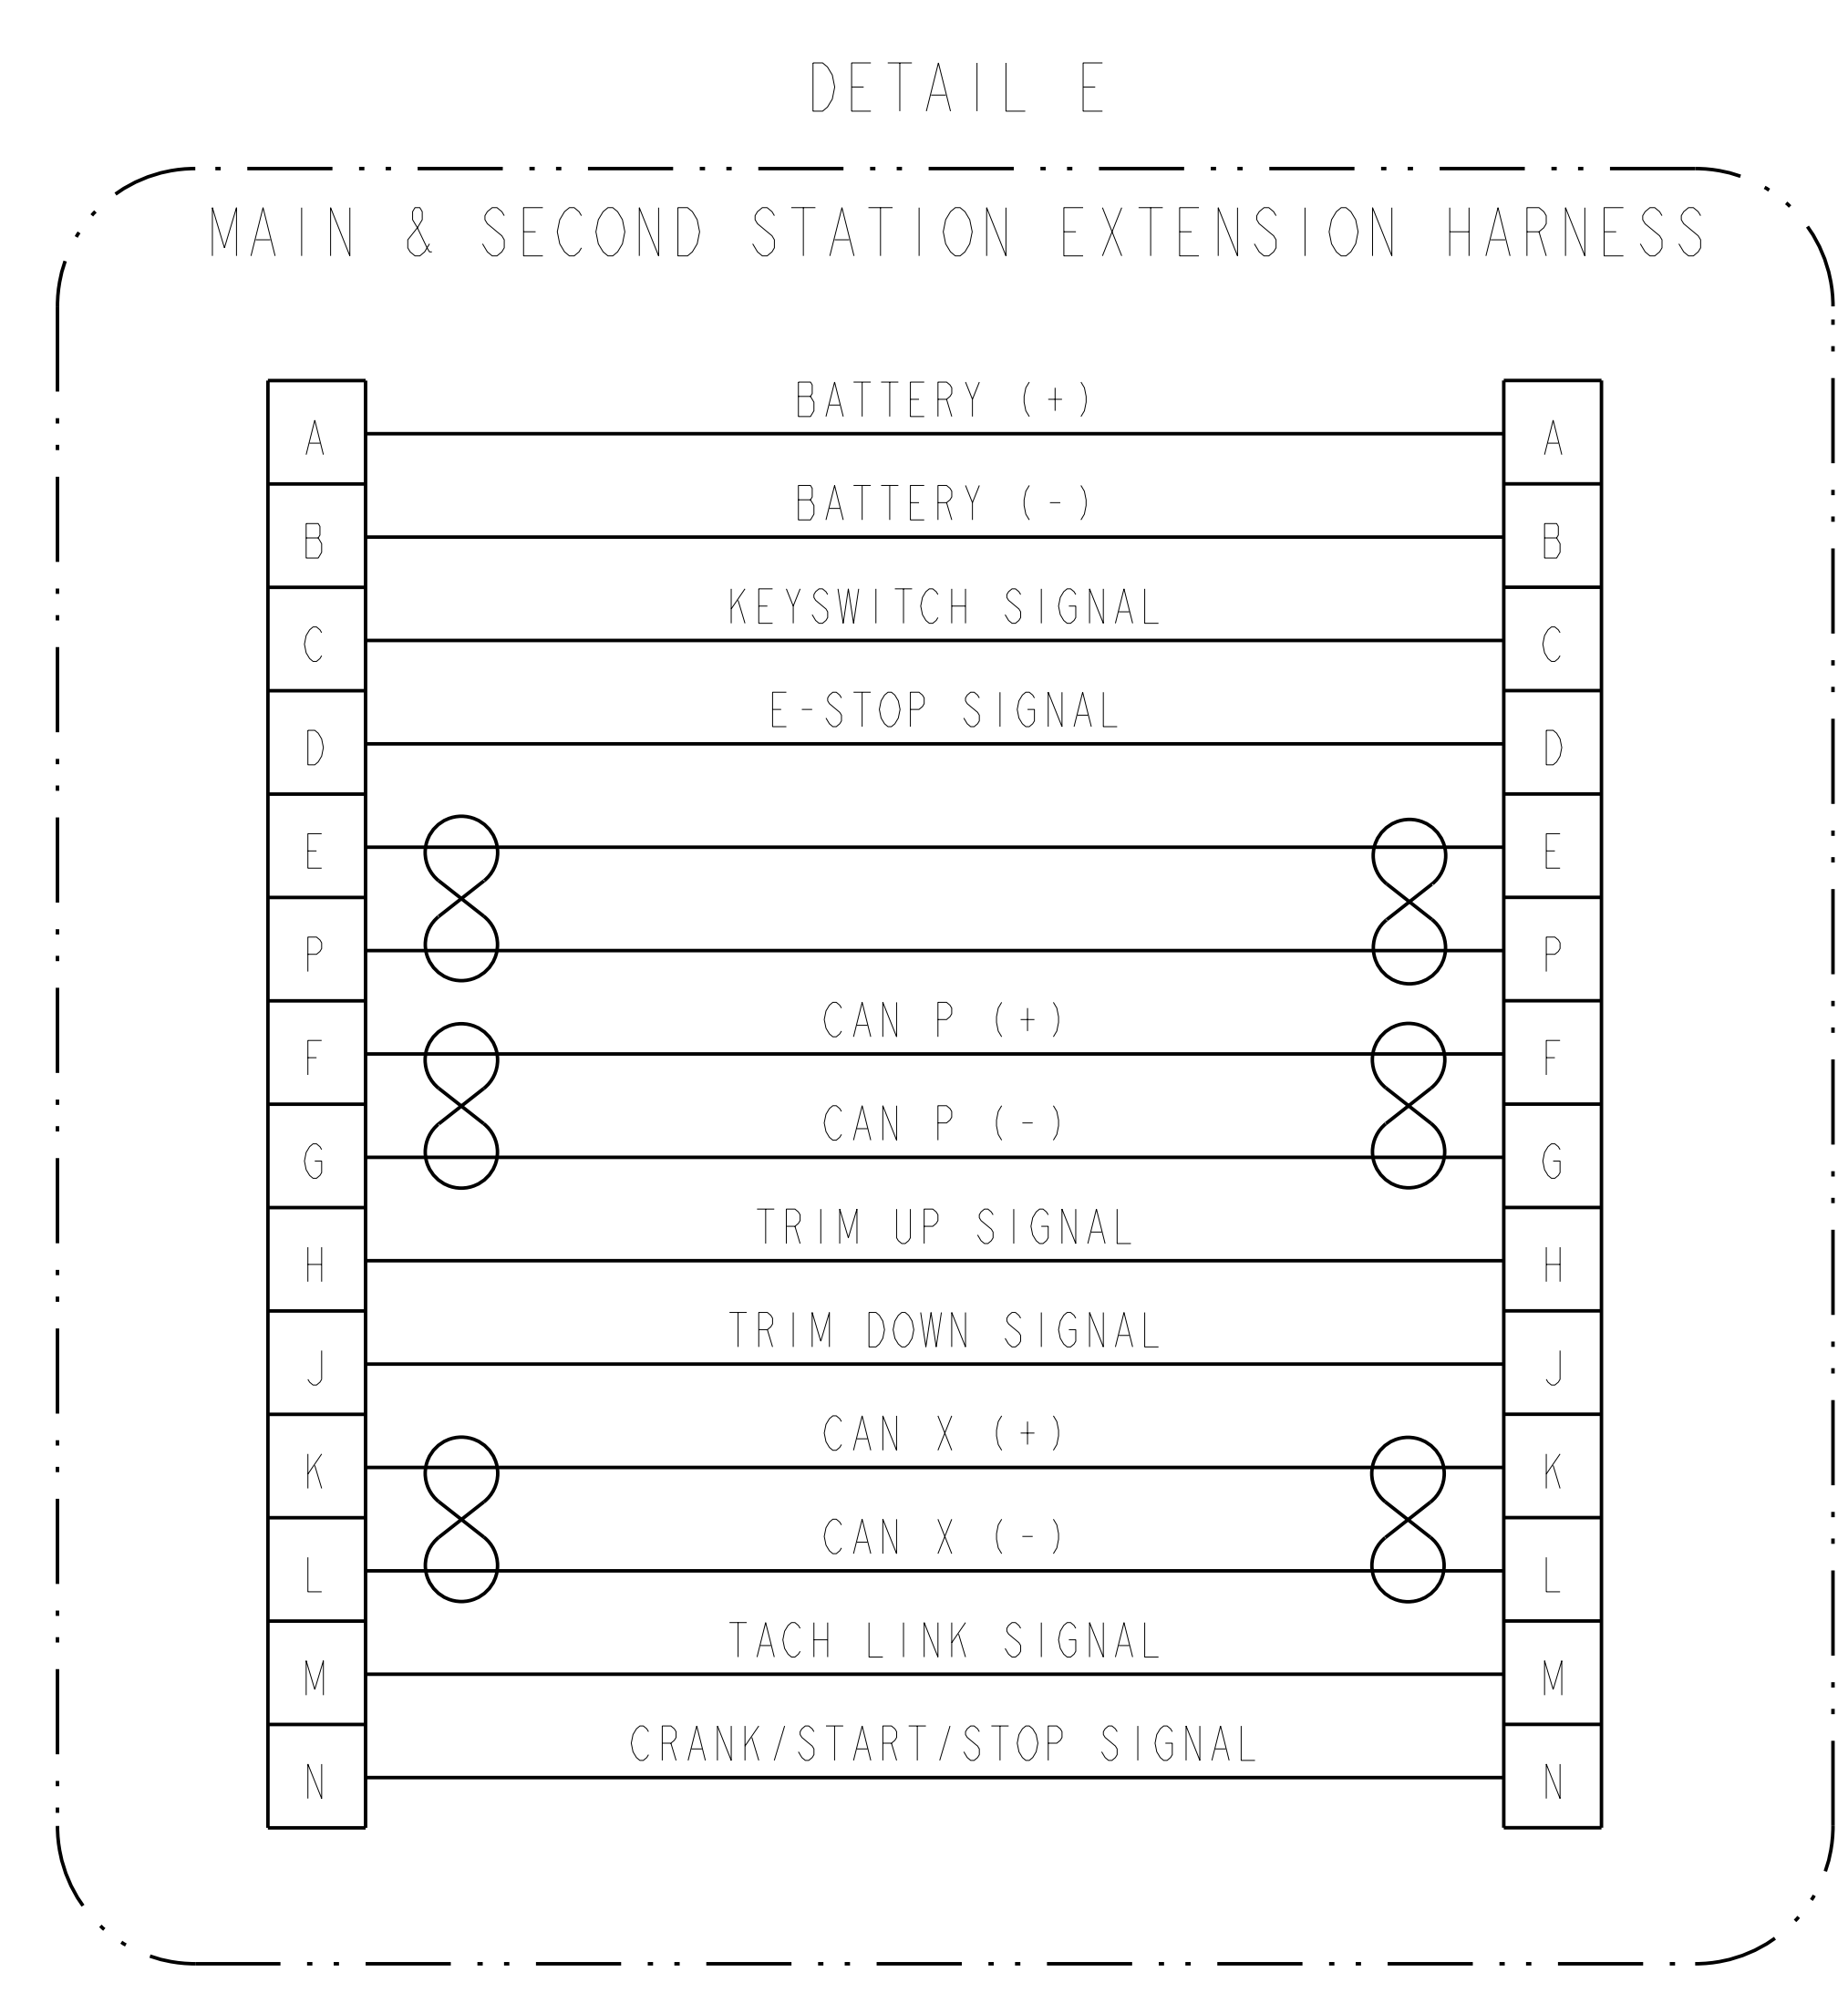 DETAIL E
MAIN & SECOND STATION EXTENSION HARNESS
BATTERY (+)
A A
BATTERY (-)
B B
KEYSWITCH SIGNAL
C C
E-STOP SIGNAL
D D
E E
P P
CAN P (+)
F F
CAN P (-)
G G
TRIM UP SIGNAL
H H
TRIM DOWN SIGNAL
J J
CAN X (+)
K K
CAN X (-)
L L
TACH LINK SIGNAL
M M
CRANK/START/STOP SIGNAL
N N